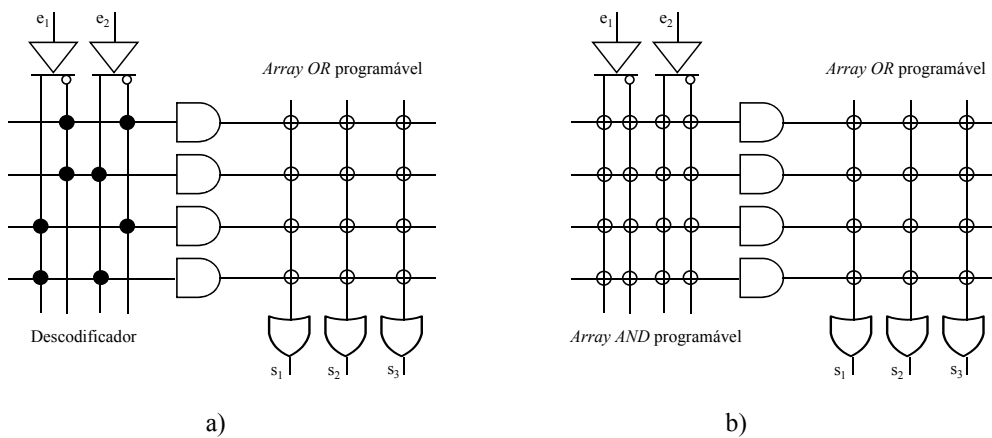 e1 e2
Array OR programável
Descodificador
s1 s2 s3
a)
e1 e2
Array OR programável
Array AND programável
s1 s2 s3
b)